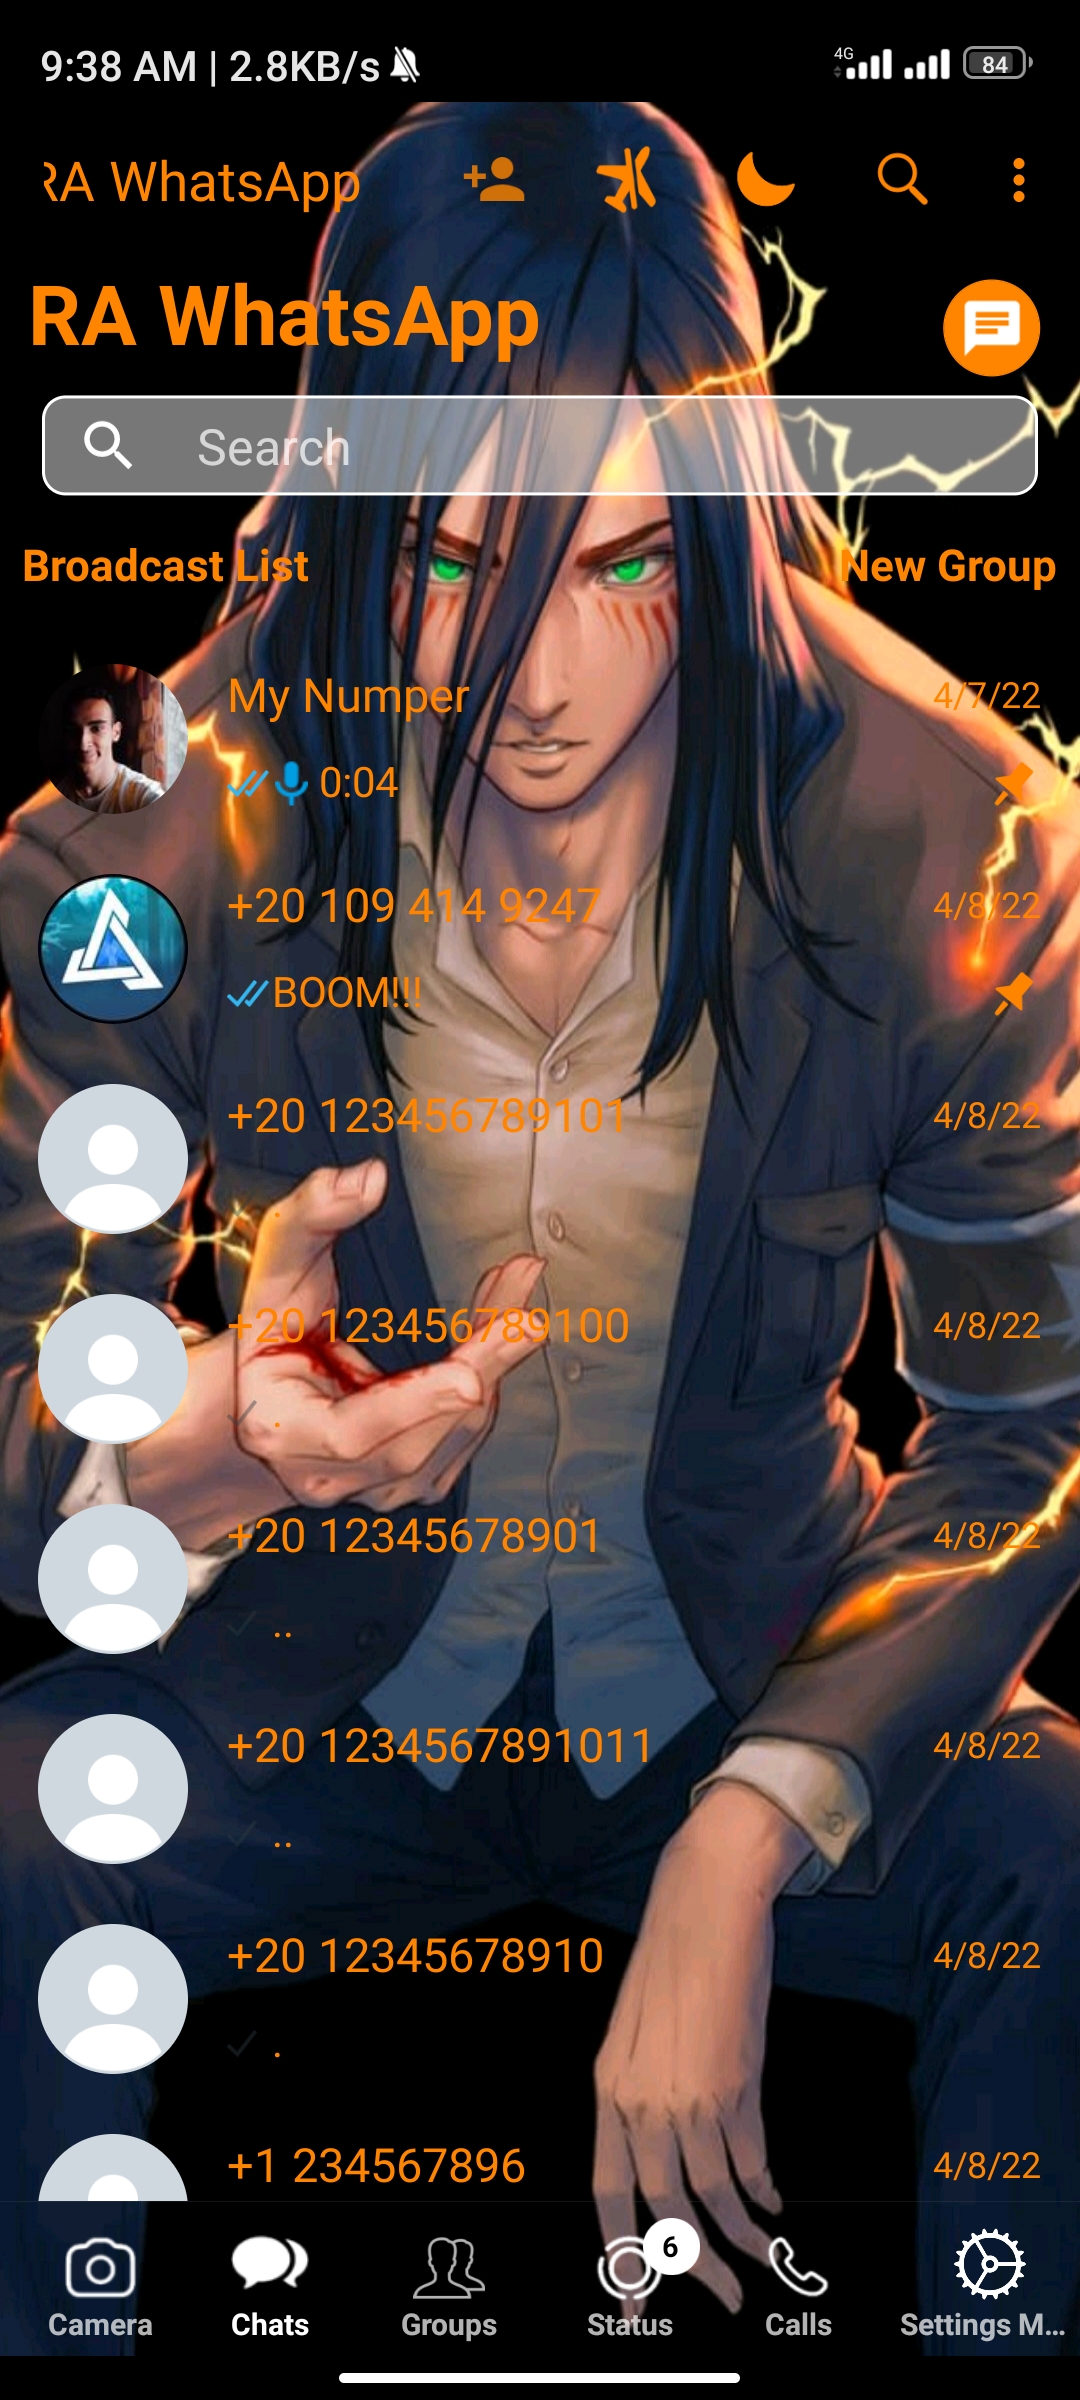 9:38 AM | 2.8KB/s
4G
84
RA WhatsApp
RA WhatsApp
Search
Broadcast List
New Group
My Numper
4/7/22
0:04
+20 109 414 9247
4/8/22
BOOM!!!
+20 123456789101
4/8/22
.
+20 123456789100
4/8/22
.
+20 12345678901
4/8/22
..
+20 1234567891011
4/8/22
..
+20 12345678910
4/8/22
.
+1 234567896
4/8/22
6
Camera
Chats
Groups
Status
Calls
Settings M...